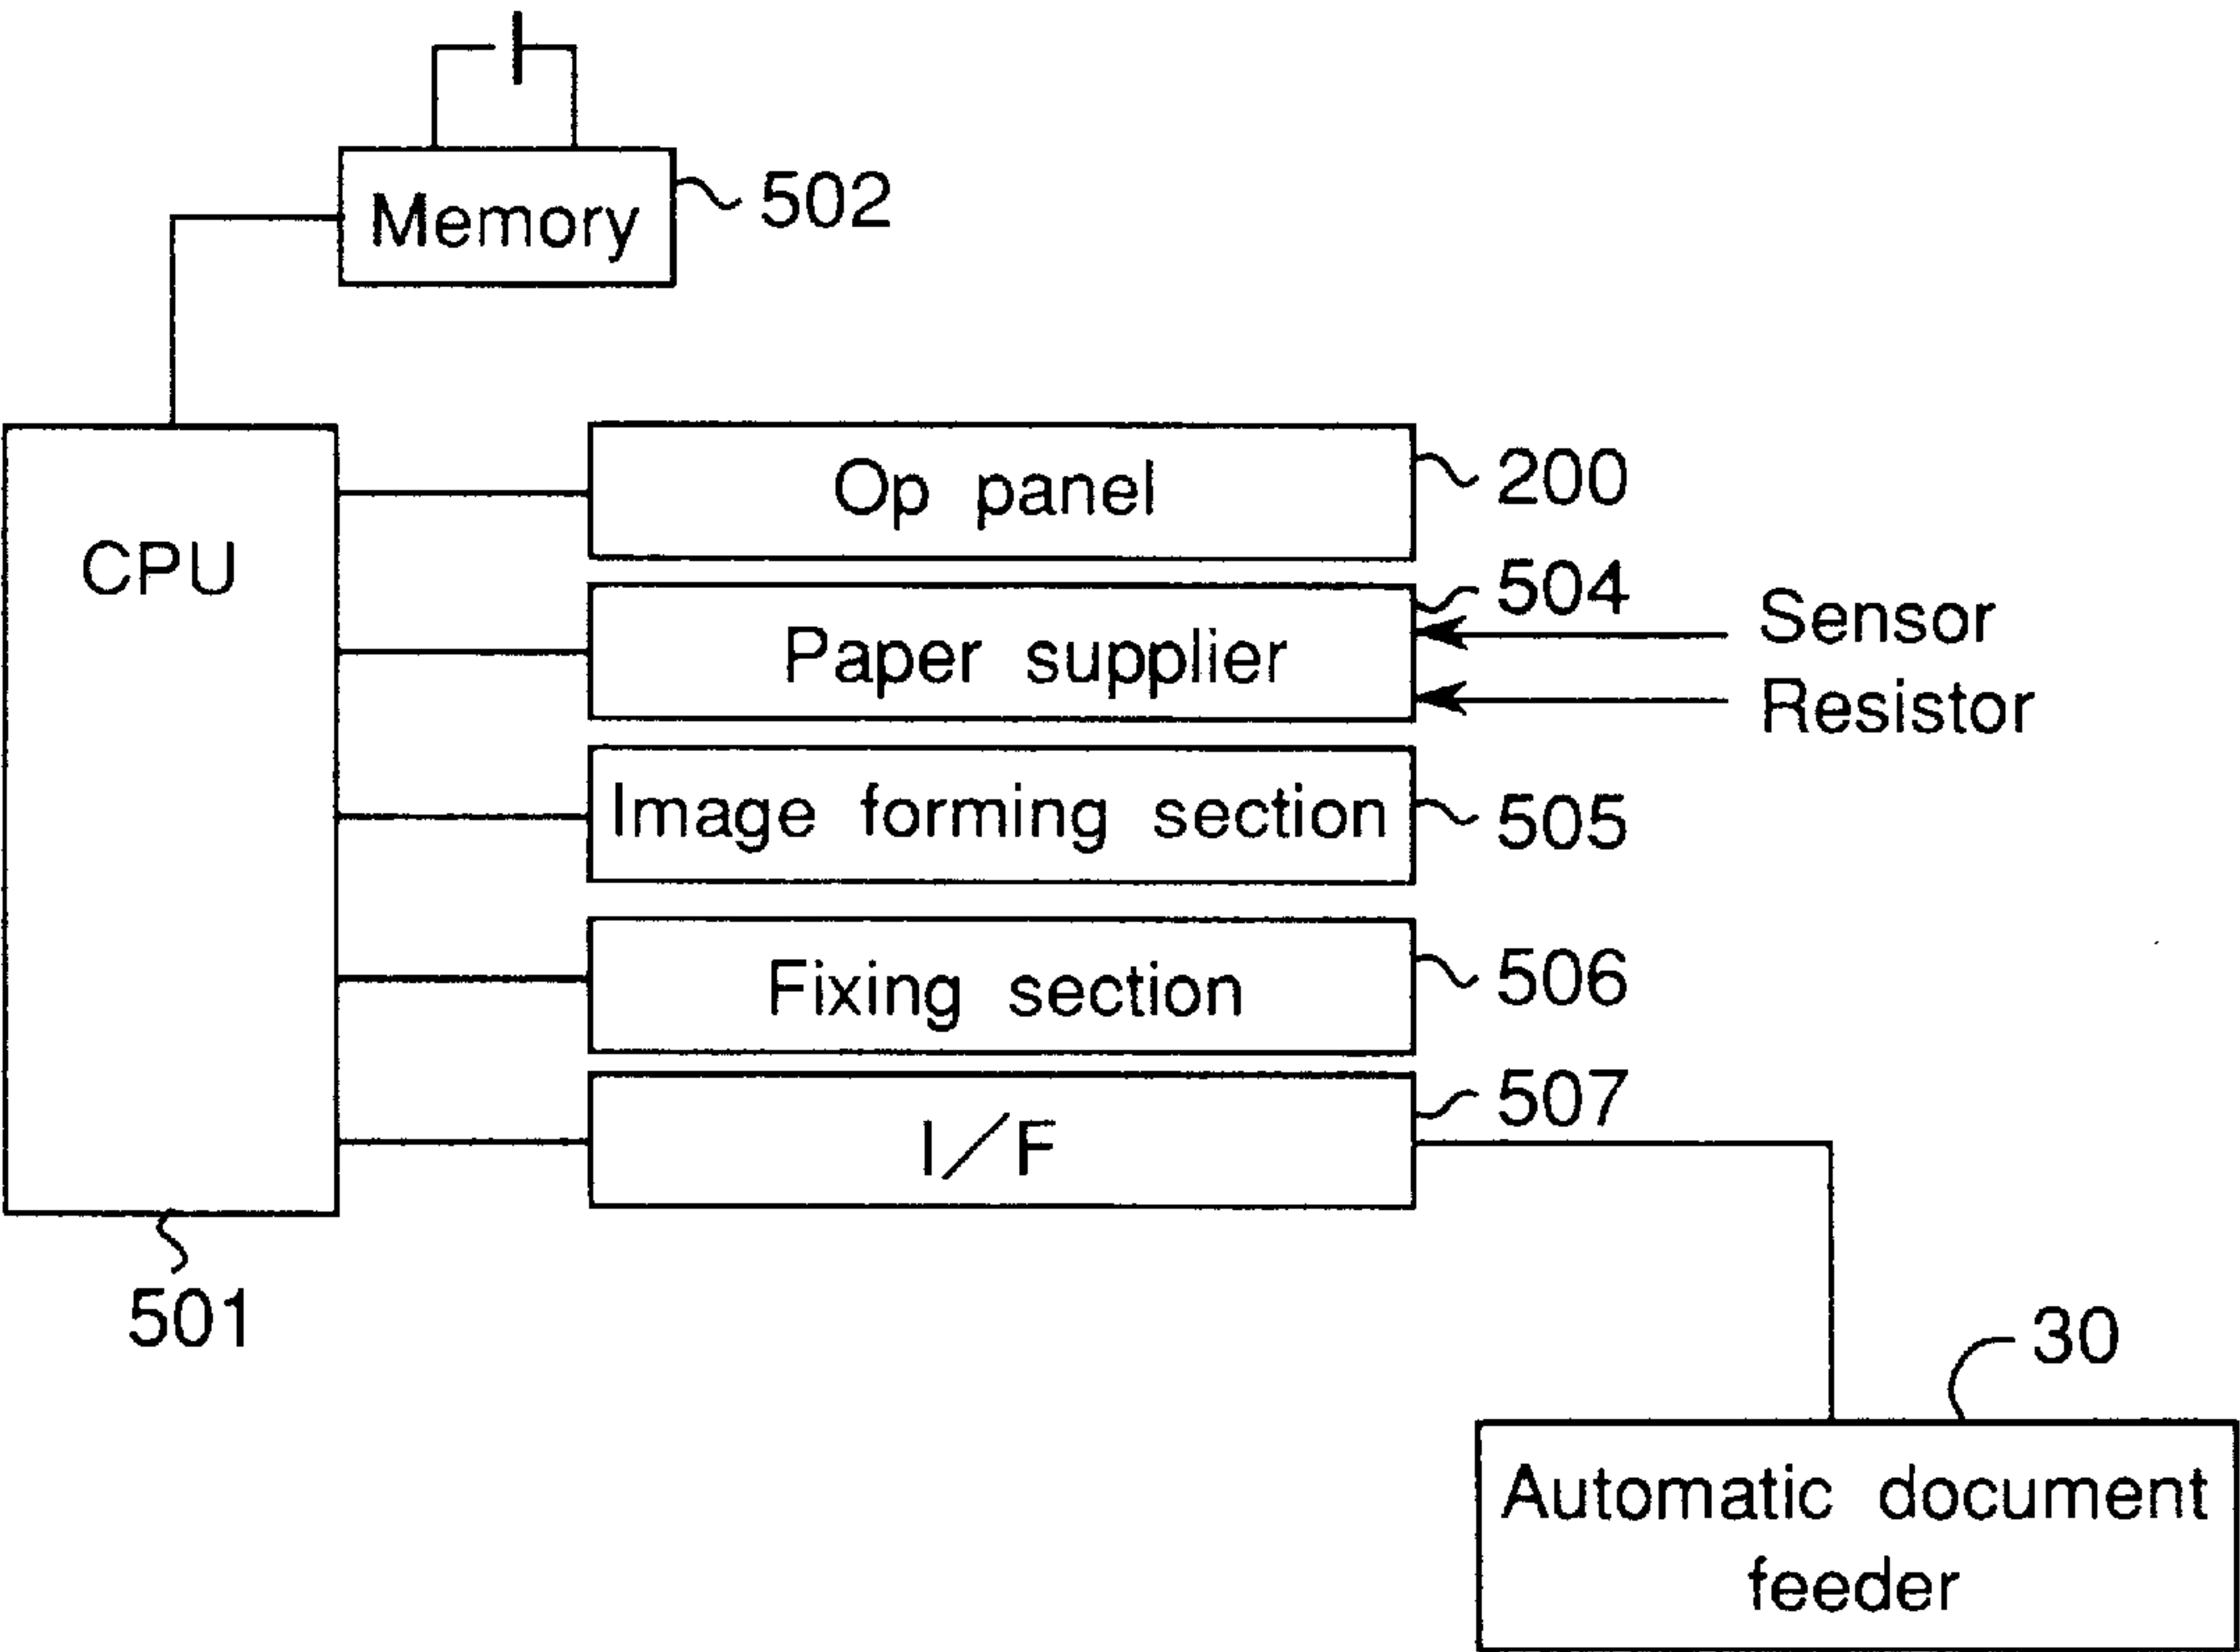 Memory
502
CPU
Op panel
200
504
Paper supplier
Sensor
Resistor
Image forming section
505
Fixing section
506
507
I/F
501
30
Automatic document
feeder